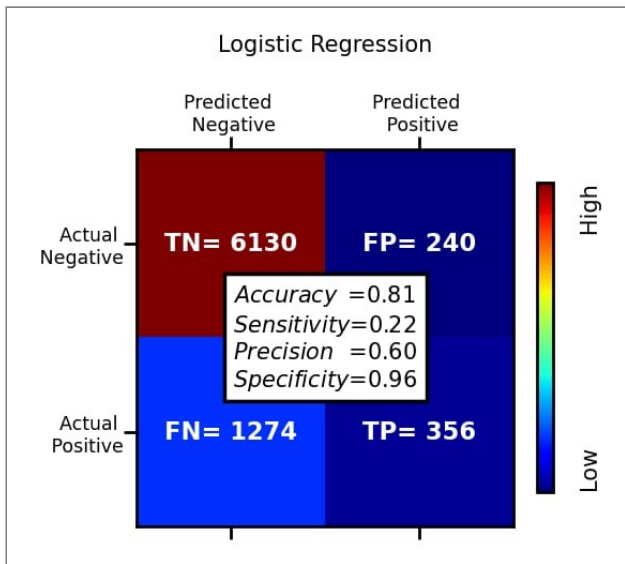 Logistic Regression
Predicted
Negative
Predicted
Positive
Actual
Negative
TN= 6130
FP= 240
Accuracy =0.81
Sensitivity=0.22
Precision =0.60
Specificity=0.96
Actual
Positive
FN= 1274
TP= 356
High
Low